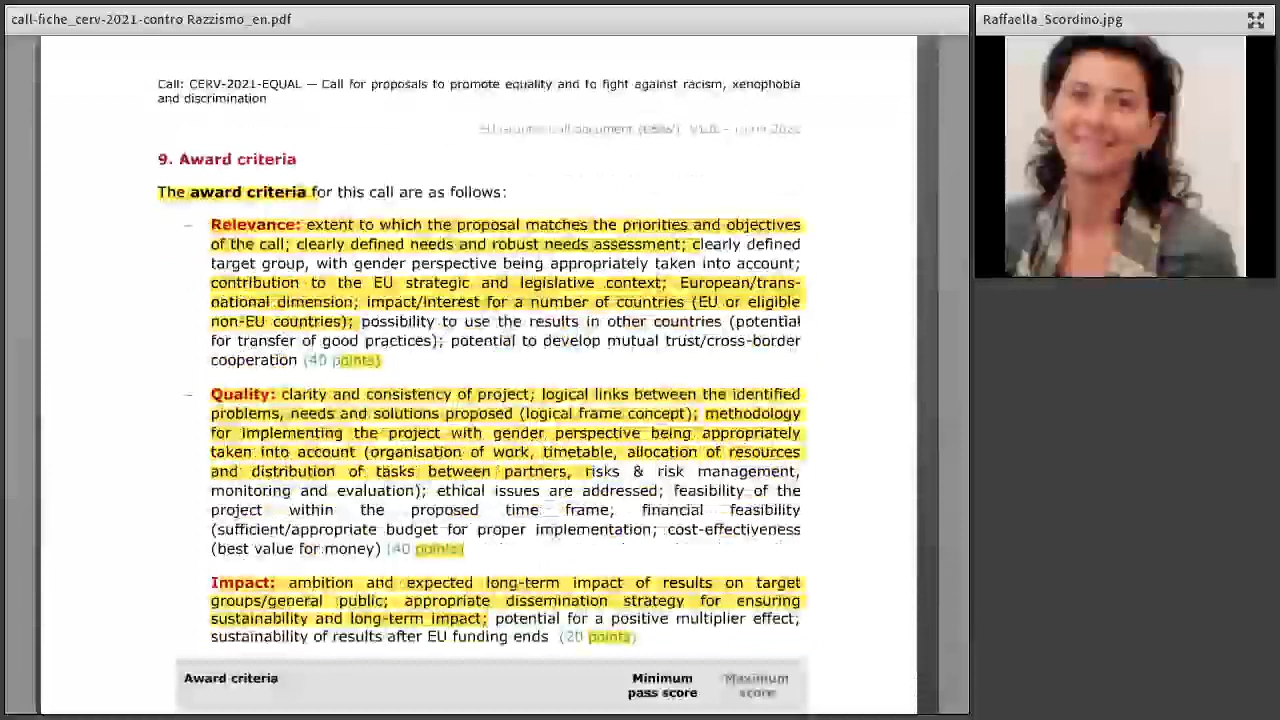 call-fiche_cerv-2021-contro Razzismo_en.pdf
Raffaella_Scordino.jpg
Call: CERV-2021-EQUAL — Call for proposals to promote equality and to fight against racism, xenophobia
and discrimination
9. Award criteria
The award criteria for this call are as follows:
– Relevance: extent to which the proposal matches the priorities and objectives
of the call; clearly defined needs and robust needs assessment; clearly defined
target group, with gender perspective being appropriately taken into account;
contribution to the EU strategic and legislative context; European/trans-
national dimension; impact/interest for a number of countries (EU or eligible
non-EU countries); possibility to use the results in other countries (potential
for transfer of good practices); potential to develop mutual trust/cross-border
cooperation (40 points)
– Quality: clarity and consistency of project; logical links between the identified
problems, needs and solutions proposed (logical frame concept); methodology
for implementing the project with gender perspective being appropriately
taken into account (organisation of work, timetable, allocation of resources
and distribution of tasks between partners, risks & risk management,
monitoring and evaluation); ethical issues are addressed; feasibility of the
project within the proposed time frame; financial feasibility
(sufficient/appropriate budget for proper implementation; cost-effectiveness
(best value for money) (40 points)
Impact: ambition and expected long-term impact of results on target
groups/general public; appropriate dissemination strategy for ensuring
sustainability and long-term impact; potential for a positive multiplier effect;
sustainability of results after EU funding ends (20 points)
Award criteria
Minimum
pass score
Maximum
score